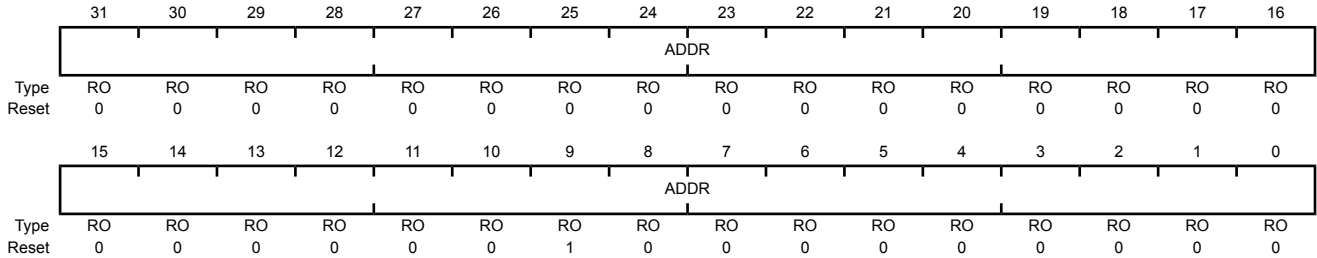 31 30 29 28 27 26 25 24 23 22 21 20 19 18 17 16
ADDR
Type RO RO RO RO RO RO RO RO RO RO RO RO RO RO RO RO
Reset 0 0 0 0 0 0 0 0 0 0 0 0 0 0 0 0
15 14 13 12 11 10 9 8 7 6 5 4 3 2 1 0
ADDR
Type RO RO RO RO RO RO RO RO RO RO RO RO RO RO RO RO
Reset 0 0 0 0 0 0 1 0 0 0 0 0 0 0 0 0